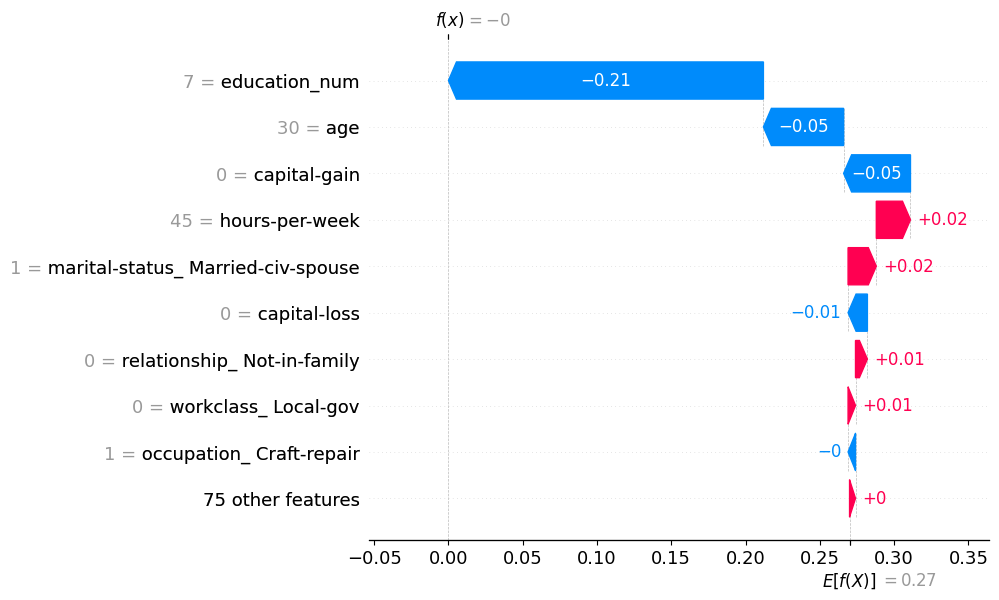 f(x) = −0
7 = education_num −0.21
30 = age −0.05
0 = capital-gain −0.05
45 = hours-per-week +0.02
1 = marital-status_ Married-civ-spouse +0.02
0 = capital-loss −0.01
0 = relationship_ Not-in-family +0.01
0 = workclass_ Local-gov +0.01
1 = occupation_ Craft-repair −0
75 other features +0
−0.05 0.00 0.05 0.10 0.15 0.20 0.25 0.30 0.35
E[f(X)] = 0.27